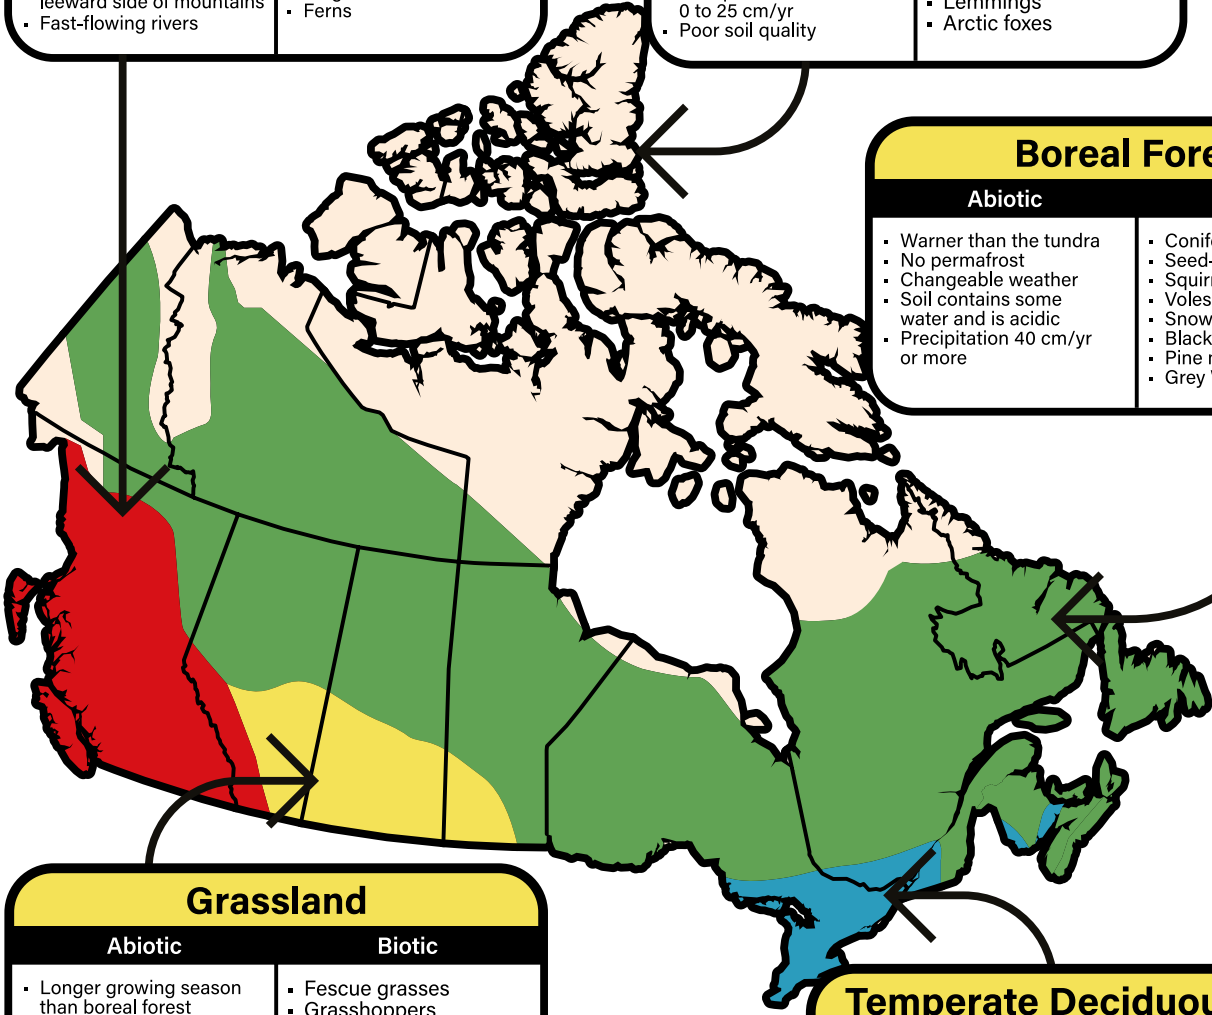 leeward side of mountains
▪ Fast-flowing rivers
▪ Ferns
0 to 25 cm/yr
▪ Poor soil quality
▪ Lemmings
▪ Arctic foxes
Boreal Fore
Abiotic
▪ Warner than the tundra
▪ No permafrost
▪ Changeable weather
▪ Soil contains some
water and is acidic
▪ Precipitation 40 cm/yr
or more
▪ Conif
▪ Seed-
▪ Squir
▪ Voles
▪ Snow
▪ Black
▪ Pine
▪ Grey
Grassland
Abiotic
Biotic
▪ Longer growing season
than boreal forest
▪ Fescue grasses
▪ Grasshoppers
Temperate Deciduou